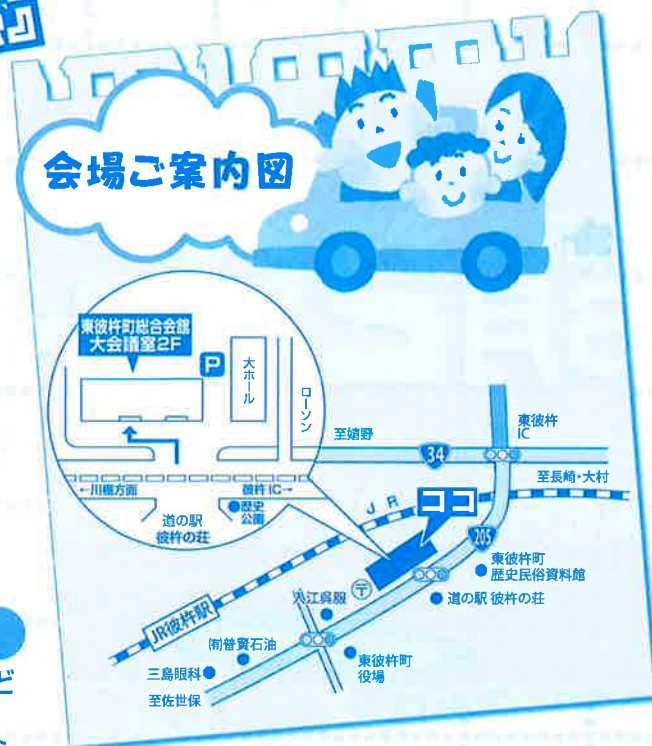 会場ご案内図
東彼杵町総合会館
大会議室2F
P
大ホール
ローソン
←川棚方面
彼杵IC→
道の駅
彼杵の荘
歴史
公園
至嬉野
34
東彼杵
IC
至長崎・大村
JR
ココ
205
東彼杵町
歴史民俗資料館
道の駅 彼杵の荘
〒
入江呉服
JR彼杵駅
㈲普賢石油
三島眼科
東彼杵町
役場
至佐世保
ど